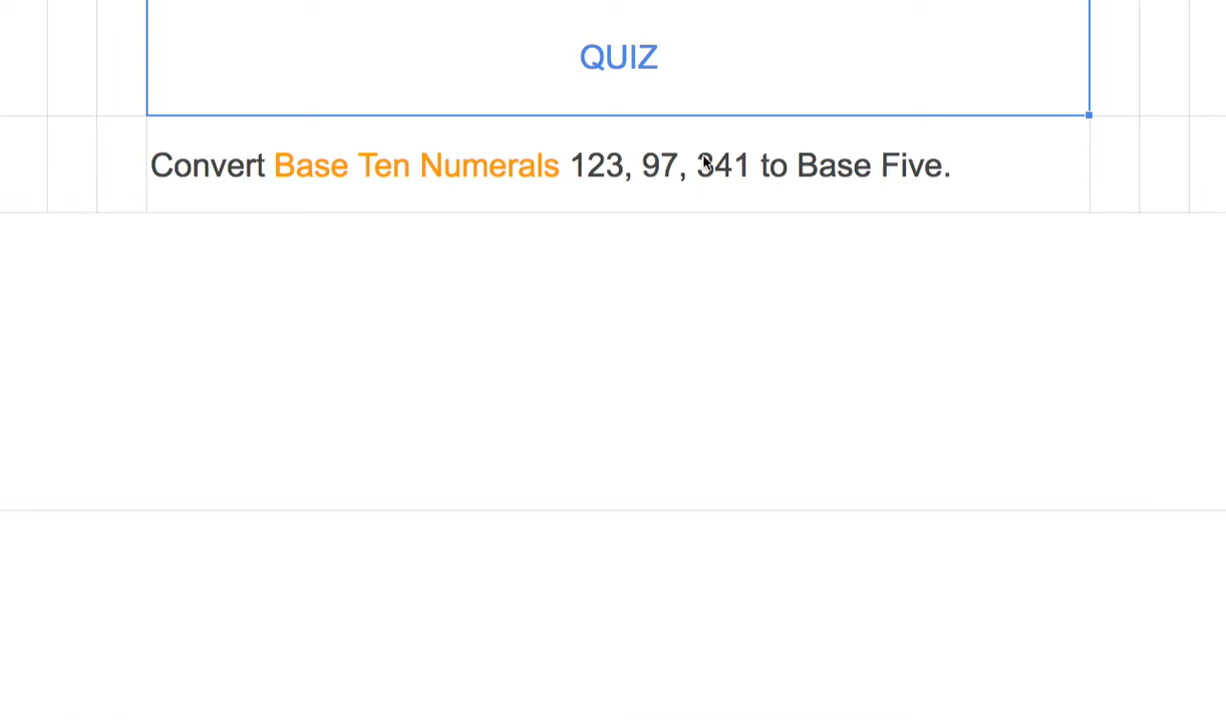 QUIZ
Convert Base Ten Numerals 123, 97, 341 to Base Five.